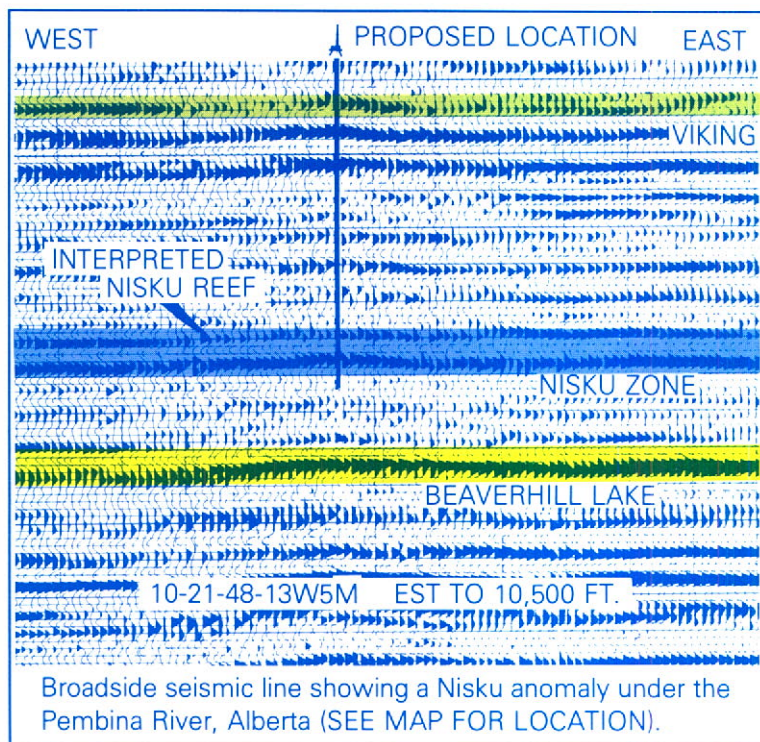 WEST
PROPOSED LOCATION
EAST
VIKING
INTERPRETED
NISKU REEF
NISKU ZONE
BEAVERHILL LAKE
10-21-48-13W5M EST TO 10,500 FT.
Broadside seismic line showing a Nisku anomaly under the
Pembina River, Alberta (SEE MAP FOR LOCATION).